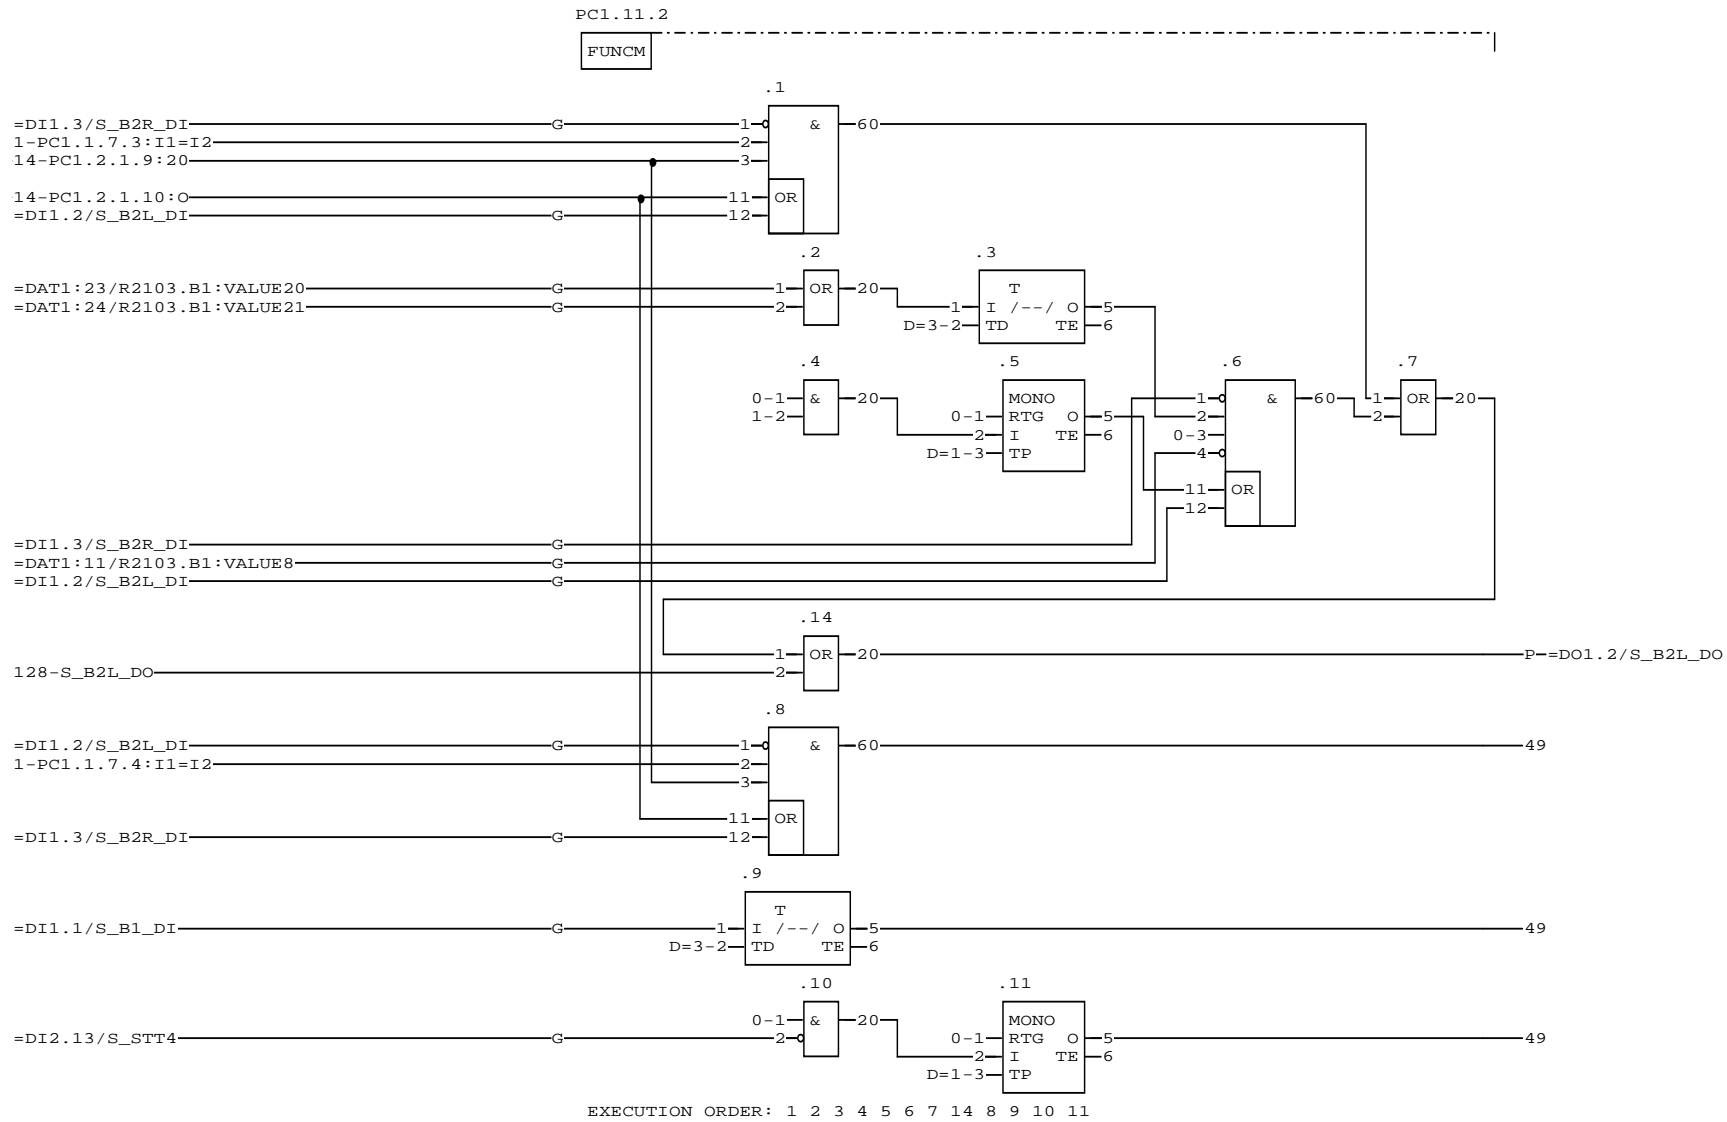 PC1.11.2
FUNCM
.1
=DI1.3/S_B2R_DI G 1 & 60
1-PC1.1.7.3:I1=I2 2
14-PC1.2.1.9:20 3
14-PC1.2.1.10:O 11 OR
=DI1.2/S_B2L_DI G 12
.2 .3
=DAT1:23/R2103.B1:VALUE20 G 1 OR 20 T
=DAT1:24/R2103.B1:VALUE21 G 2 1 I /--/ O 5
D=3-2 TD TE 6
.4 .5 .6 .7
0-1 & 20 MONO 1 & 60 1 OR 20
1-2 0-1 RTG O 5 2 2
2 I TE 6 0-3
D=1-3 TP 4
11 OR
12
=DI1.3/S_B2R_DI G
=DAT1:11/R2103.B1:VALUE8 G
=DI1.2/S_B2L_DI G
.14
1 OR 20 P =DO1.2/S_B2L_DO
128-S_B2L_DO 2
.8
=DI1.2/S_B2L_DI G 1 & 60 49
1-PC1.1.7.4:I1=I2 2
3
11 OR
=DI1.3/S_B2R_DI G 12
.9
T
=DI1.1/S_B1_DI G 1 I /--/ O 5 49
D=3-2 TD TE 6
.10 .11
0-1 & 20 MONO
=DI2.13/S_STT4 G 2 0-1 RTG O 5 49
2 I TE 6
D=1-3 TP
EXECUTION ORDER: 1 2 3 4 5 6 7 14 8 9 10 11